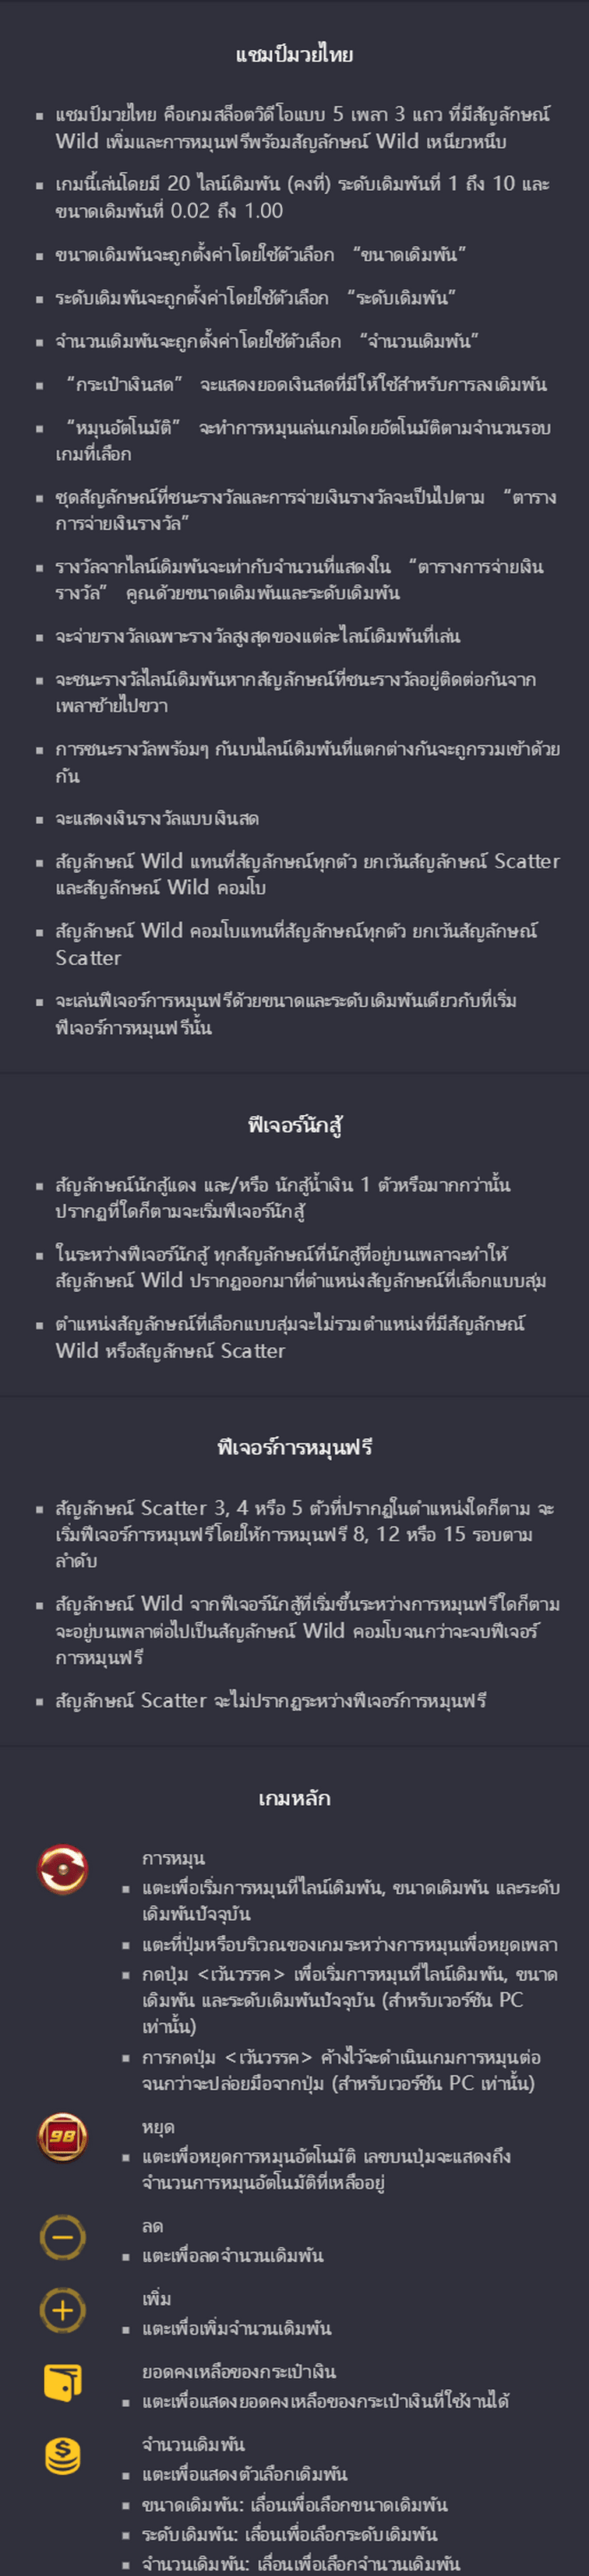 แชมป์มวยไทย
แชมป์มวยไทย คือเกมสล็อตวิดีโอแบบ 5 เพลา 3 แถว ที่มีสัญลักษณ์
Wild เพิ่มและการหมุนฟรีพร้อมสัญลักษณ์ Wild เหนียวหนึบ
เกมนี้เล่นโดยมี 20 ไลน์เดิมพัน (คงที่) ระดับเดิมพันที่ 1 ถึง 10 และ
ขนาดเดิมพันที่ 0.02 ถึง 1.00
ขนาดเดิมพันจะถูกตั้งค่าโดยใช้ตัวเลือก “ขนาดเดิมพัน”
ระดับเดิมพันจะถูกตั้งค่าโดยใช้ตัวเลือก “ระดับเดิมพัน”
จำนวนเดิมพันจะถูกตั้งค่าโดยใช้ตัวเลือก “จำนวนเดิมพัน”
“กระเป๋าเงินสด” จะแสดงยอดเงินสดที่มีให้ใช้สำหรับการลงเดิมพัน
“หมุนอัตโนมัติ” จะทำการหมุนเล่นเกมโดยอัตโนมัติตามจำนวนรอบ
เกมที่เลือก
ชุดสัญลักษณ์ที่ชนะรางวัลและการจ่ายเงินรางวัลจะเป็นไปตาม “ตาราง
การจ่ายเงินรางวัล”
รางวัลจากไลน์เดิมพันจะเท่ากับจำนวนที่แสดงใน “ตารางการจ่ายเงิน
รางวัล” คูณด้วยขนาดเดิมพันและระดับเดิมพัน
จะจ่ายรางวัลเฉพาะรางวัลสูงสุดของแต่ละไลน์เดิมพันที่เล่น
จะชนะรางวัลไลน์เดิมพันหากสัญลักษณ์ที่ชนะรางวัลอยู่ติดต่อกันจาก
เพลาซ้ายไปขวา
การชนะรางวัลพร้อมๆ กันบนไลน์เดิมพันที่แตกต่างกันจะถูกรวมเข้าด้วย
กัน
จะแสดงเงินรางวัลแบบเงินสด
สัญลักษณ์ Wild แทนที่สัญลักษณ์ทุกตัว ยกเว้นสัญลักษณ์ Scatter
และสัญลักษณ์ Wild คอมโบ
สัญลักษณ์ Wild คอมโบแทนที่สัญลักษณ์ทุกตัว ยกเว้นสัญลักษณ์
Scatter
จะเล่นฟีเจอร์การหมุนฟรีด้วยขนาดและระดับเดิมพันเดียวกับที่เริ่ม
ฟีเจอร์การหมุนฟรีนั้น
ฟีเจอร์นักสู้
สัญลักษณ์นักสู้แดง และ/หรือ นักสู้น้ำเงิน 1 ตัวหรือมากกว่านั้น
ปรากฏที่ใดก็ตามจะเริ่มฟีเจอร์นักสู้
ในระหว่างฟีเจอร์นักสู้ ทุกสัญลักษณ์ที่นักสู้ที่อยู่บนเพลาจะทำให้
สัญลักษณ์ Wild ปรากฏออกมาที่ตำแหน่งสัญลักษณ์ที่เลือกแบบสุ่ม
ตำแหน่งสัญลักษณ์ที่เลือกแบบสุ่มจะไม่รวมตำแหน่งที่มีสัญลักษณ์
Wild หรือสัญลักษณ์ Scatter
ฟีเจอร์การหมุนฟรี
สัญลักษณ์ Scatter 3, 4 หรือ 5 ตัวที่ปรากฏในตำแหน่งใดก็ตาม จะ
เริ่มฟีเจอร์การหมุนฟรีโดยให้การหมุนฟรี 8, 12 หรือ 15 รอบตาม
ลำดับ
สัญลักษณ์ Wild จากฟีเจอร์นักสู้ที่เริ่มขึ้นระหว่างการหมุนฟรีใดก็ตาม
จะอยู่บนเพลาต่อไปเป็นสัญลักษณ์ Wild คอมโบจนกว่าจะจบฟีเจอร์
การหมุนฟรี
สัญลักษณ์ Scatter จะไม่ปรากฏระหว่างฟีเจอร์การหมุนฟรี
เกมหลัก
การหมุน
แตะเพื่อเริ่มการหมุนที่ไลน์เดิมพัน, ขนาดเดิมพัน และระดับ
เดิมพันปัจจุบัน
แตะที่ปุ่มหรือบริเวณของเกมระหว่างการหมุนเพื่อหยุดเพลา
กดปุ่ม <เว้นวรรค> เพื่อเริ่มการหมุนที่ไลน์เดิมพัน, ขนาด
เดิมพัน และระดับเดิมพันปัจจุบัน (สำหรับเวอร์ชัน PC
เท่านั้น)
การกดปุ่ม <เว้นวรรค> ค้างไว้จะดำเนินเกมการหมุนต่อ
จนกว่าจะปล่อยมือจากปุ่ม (สำหรับเวอร์ชัน PC เท่านั้น)
98
หยุด
แตะเพื่อหยุดการหมุนอัตโนมัติ เลขบนปุ่มจะแสดงถึง
จำนวนการหมุนอัตโนมัติที่เหลืออยู่
ลด
แตะเพื่อลดจำนวนเดิมพัน
เพิ่ม
แตะเพื่อเพิ่มจำนวนเดิมพัน
ยอดคงเหลือของกระเป๋าเงิน
แตะเพื่อแสดงยอดคงเหลือของกระเป๋าเงินที่ใช้งานได้
จำนวนเดิมพัน
แตะเพื่อแสดงตัวเลือกเดิมพัน
ขนาดเดิมพัน: เลื่อนเพื่อเลือกขนาดเดิมพัน
ระดับเดิมพัน: เลื่อนเพื่อเลือกระดับเดิมพัน
จำนวนเดิมพัน: เลื่อนเพื่อเลือกจำนวนเดิมพัน